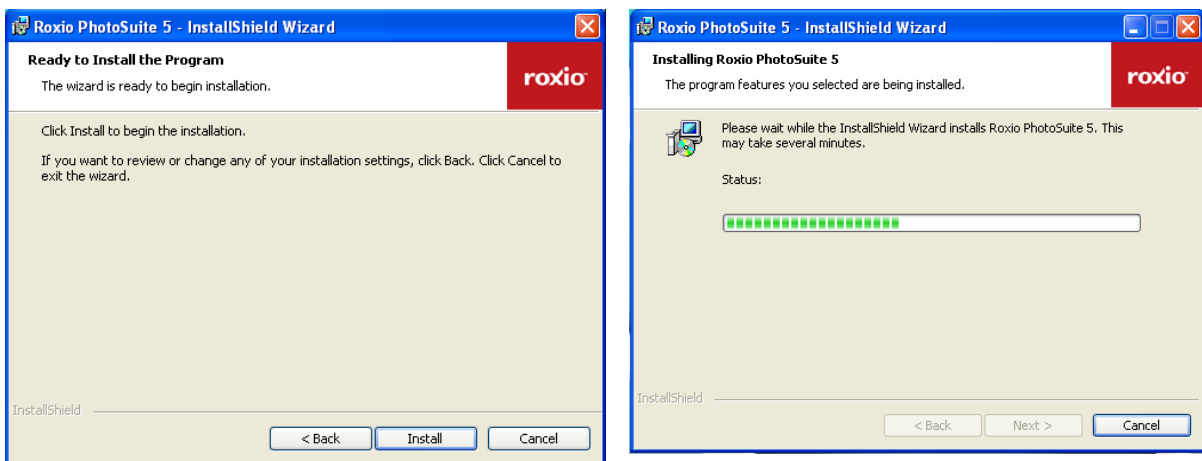 Roxio PhotoSuite 5 - InstallShield Wizard
Ready to Install the Program
The wizard is ready to begin installation.
roxio
Click Install to begin the installation.
If you want to review or change any of your installation settings, click Back. Click Cancel to
exit the wizard.
InstallShield
< Back
Install
Cancel
Roxio PhotoSuite 5 - InstallShield Wizard
Installing Roxio PhotoSuite 5
The program features you selected are being installed.
roxio
Please wait while the InstallShield Wizard installs Roxio PhotoSuite 5. This
may take several minutes.
Status:
InstallShield
< Back
Next >
Cancel